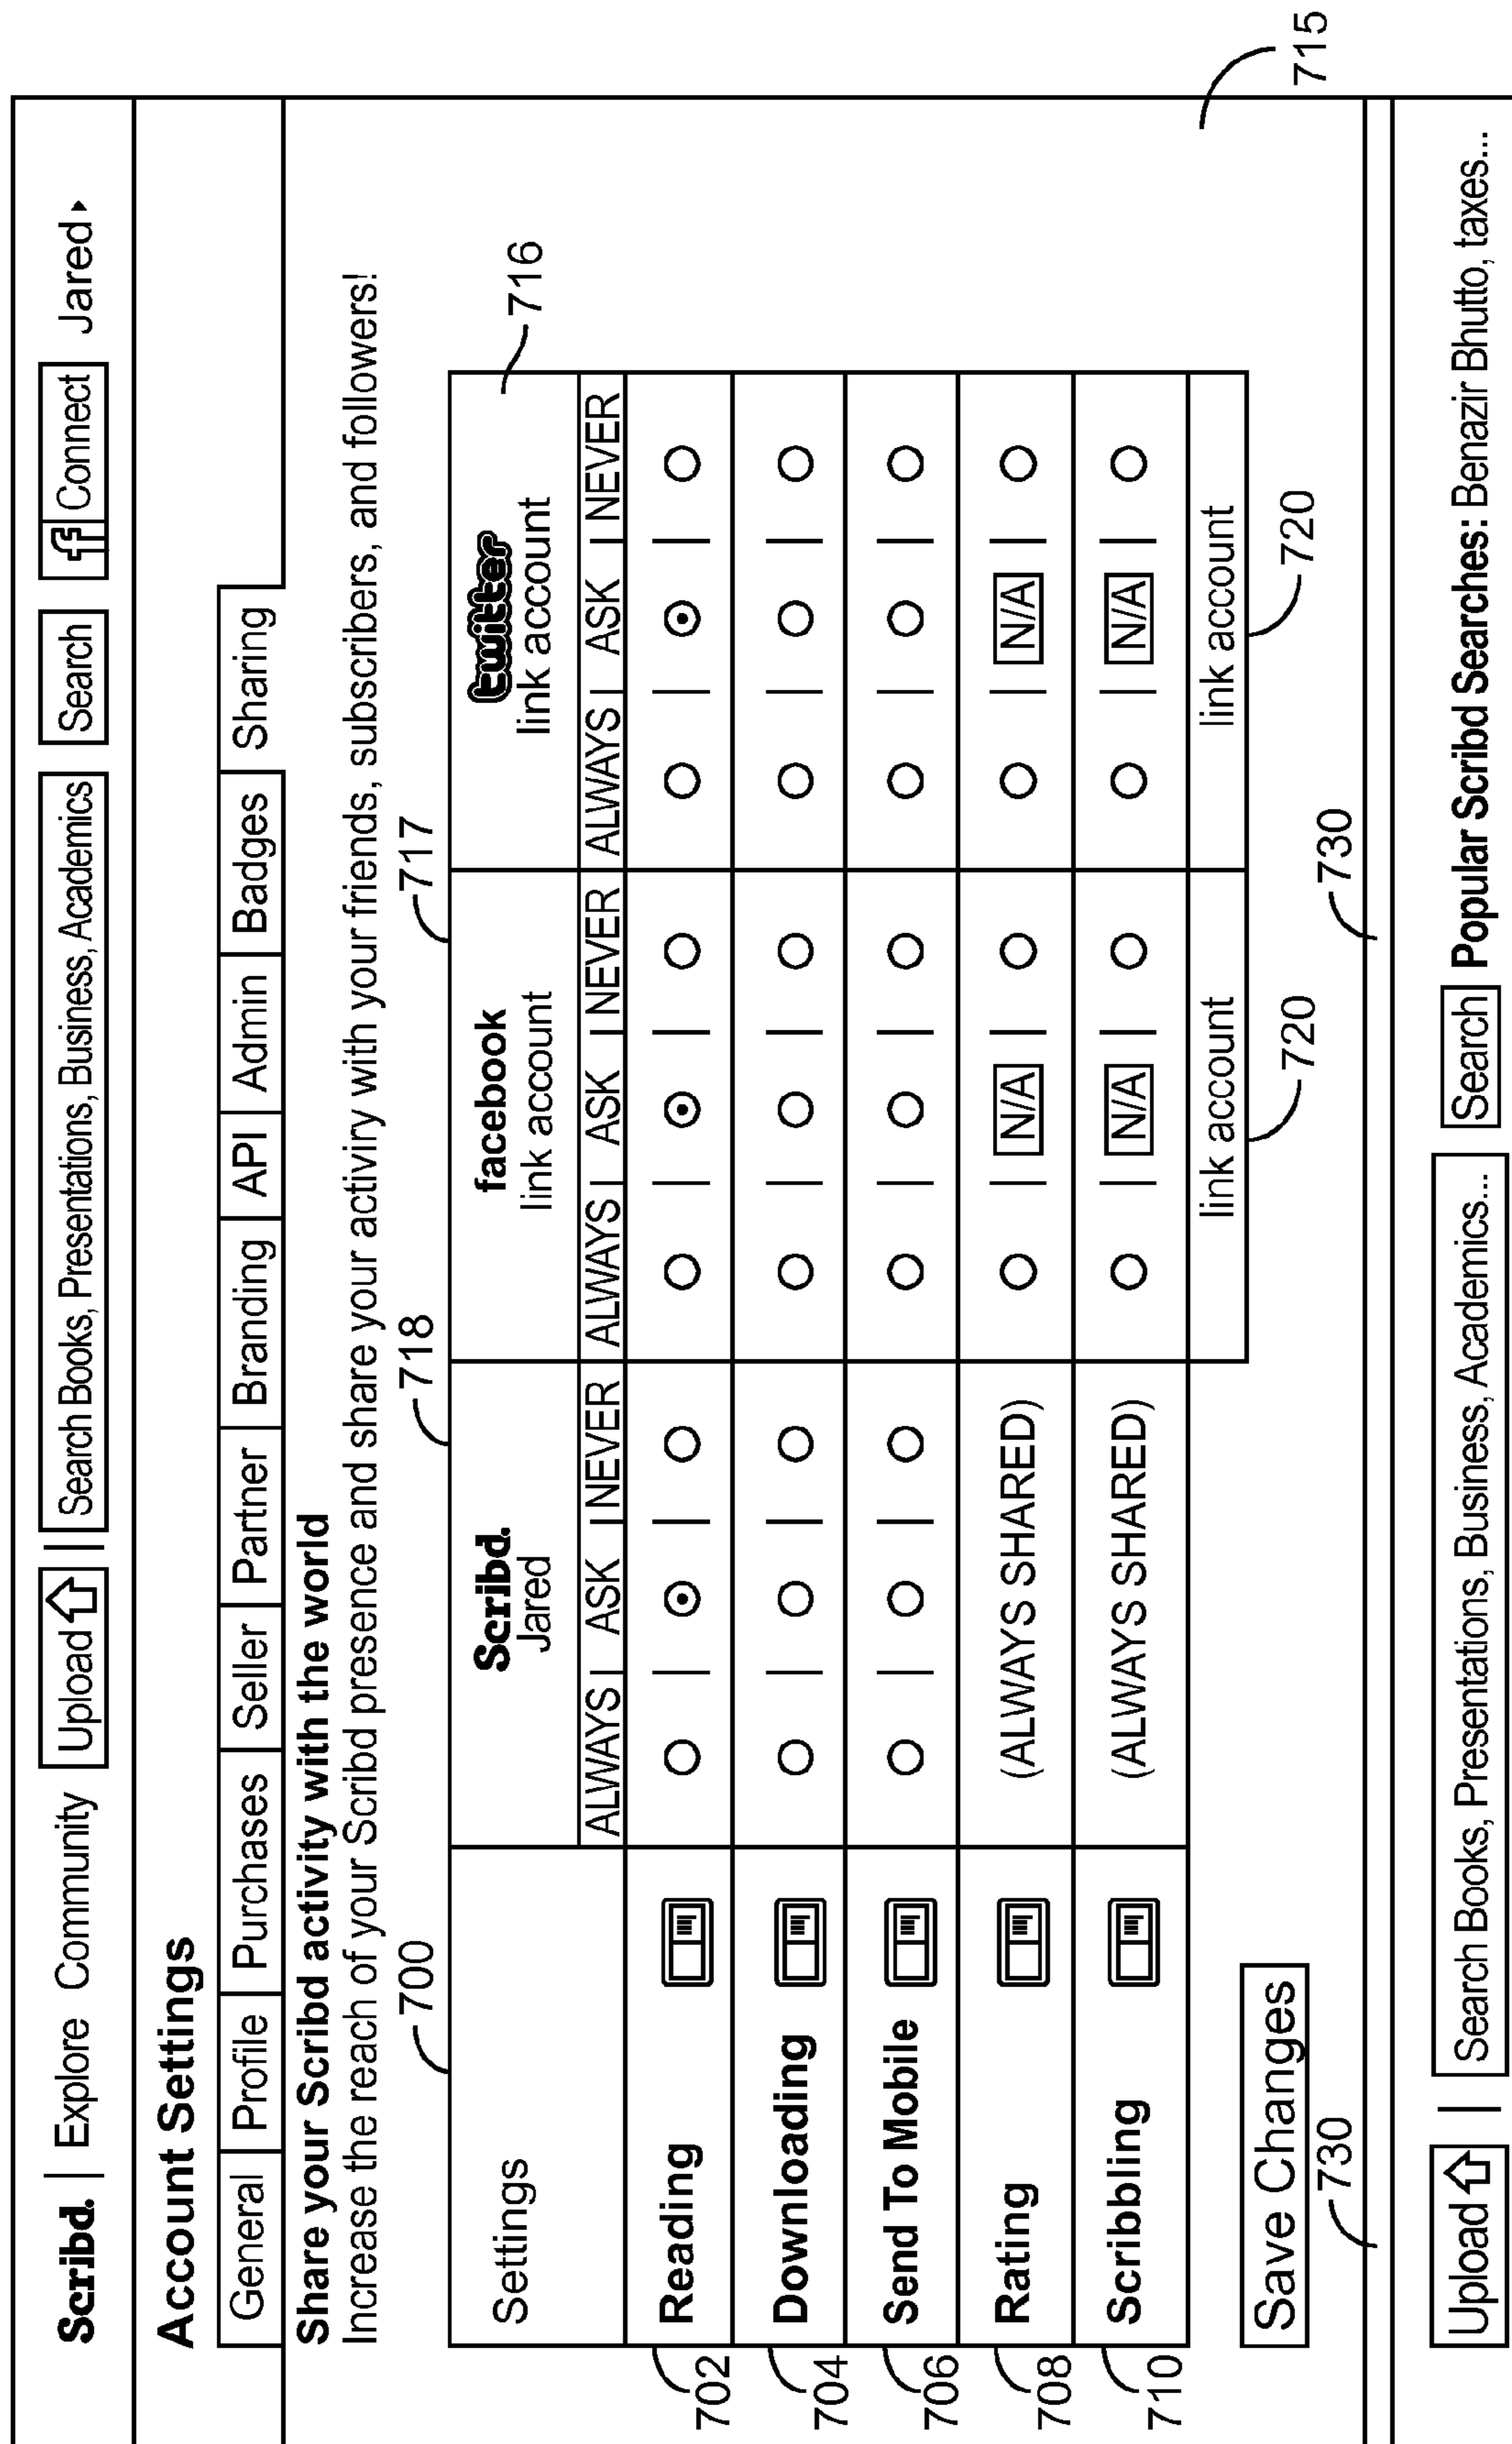 Scribd. | Explore Community Upload | Search Books, Presentations, Business, Academics Search f Connect Jared
Account Settings
General Profile Purchases Seller Partner Branding API Admin Badges Sharing
Share your Scribd activity with the world
Increase the reach of your Scribd presence and share your activiry with your friends, subscribers, and followers!
700 718 717 716
Settings Scribd. facebook twitter
Jared link account link account
ALWAYS | ASK | NEVER ALWAYS | ASK | NEVER ALWAYS | ASK | NEVER
702 Reading
704 Downloading
706 Send To Mobile
708 Rating (ALWAYS SHARED) N/A N/A
710 Scribbling (ALWAYS SHARED) N/A N/A
link account link account
Save Changes 720 720 715
730 730
Upload | Search Books, Presentations, Business, Academics... Search Popular Scribd Searches: Benazir Bhutto, taxes...